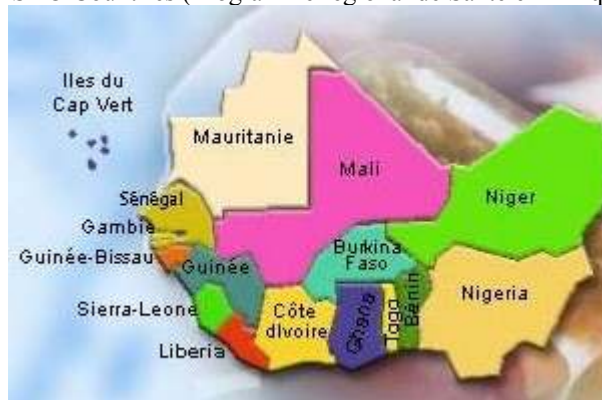 Iles du
Cap Vert
Mauritanie
Mali
Niger
Sénégal
Gambie
Guinée-Bissau
Guinée
Burkina
Faso
Bénin
Nigeria
Sierra-Leone
Côte
dIvoire
Ghana
Togo
Liberia